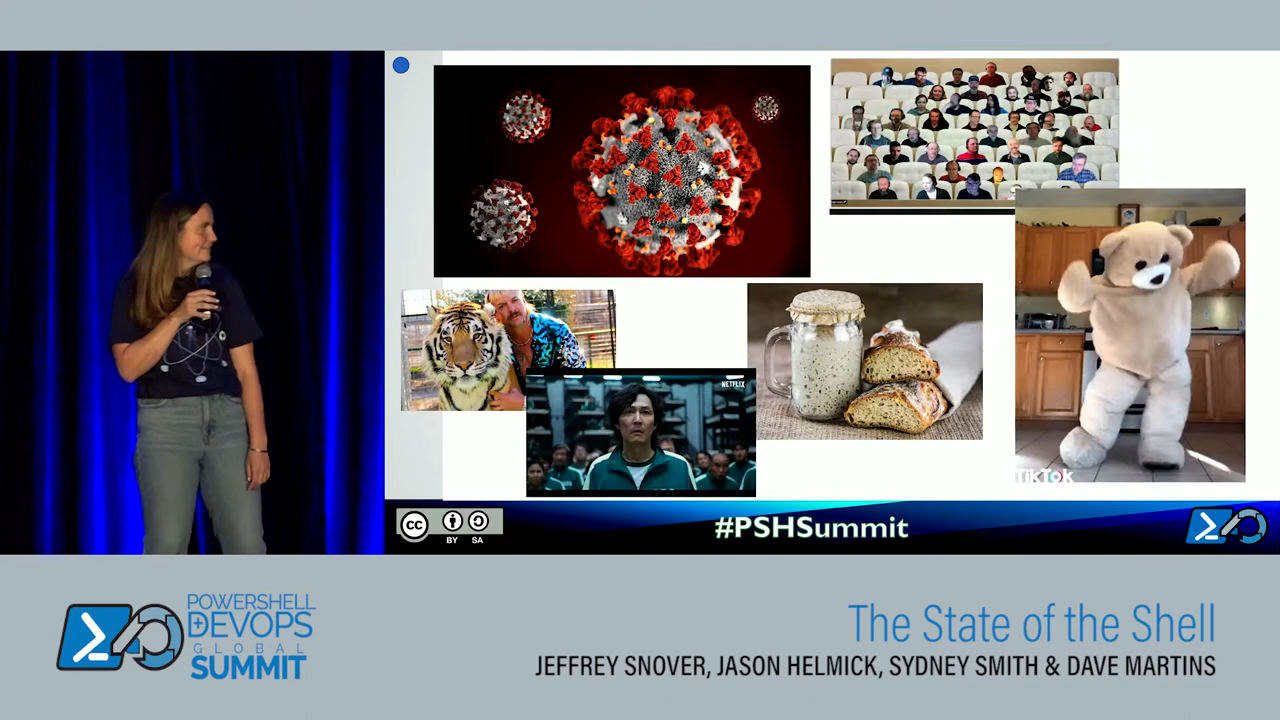 NETFLIX
TikTok
cc
BY SA
#PSHSummit
POWERSHELL
+DEVOPS
GLOBAL
SUMMIT
The State of the Shell
JEFFREY SNOVER, JASON HELMICK, SYDNEY SMITH & DAVE MARTINS